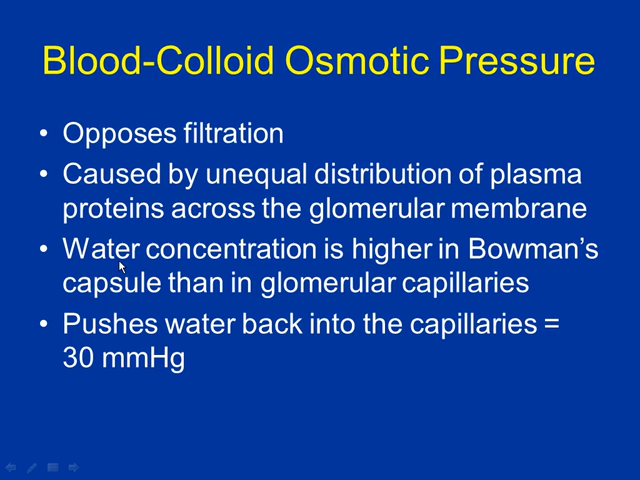 Blood-Colloid Osmotic Pressure
• Opposes filtration
• Caused by unequal distribution of plasma
proteins across the glomerular membrane
• Water concentration is higher in Bowman’s
capsule than in glomerular capillaries
• Pushes water back into the capillaries =
30 mmHg